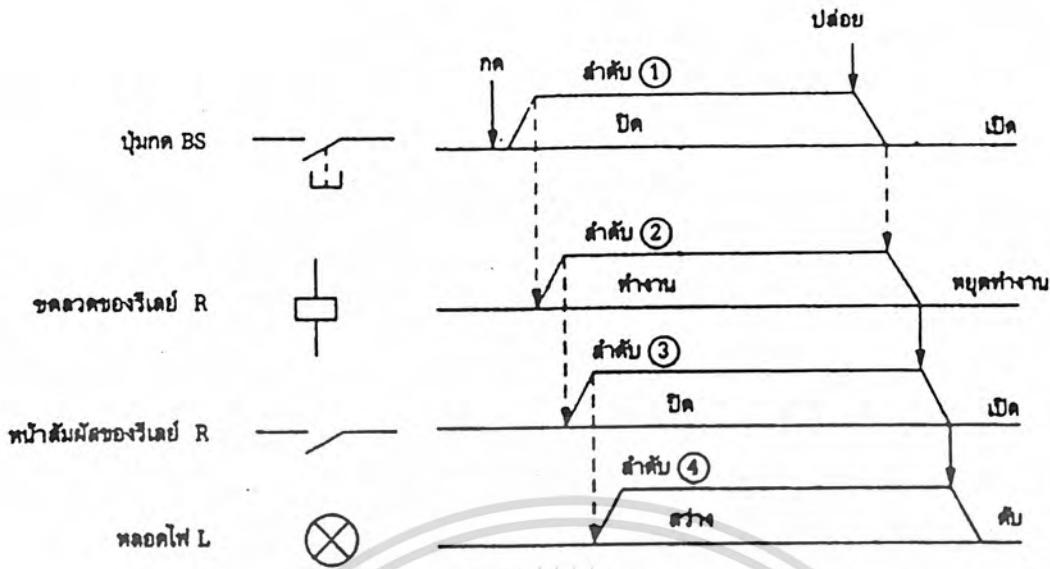 ปล่อย
กด
ลำดับ ①
ปุ่มกด BS
ปิด
เปิด
ลำดับ ②
ขดลวดของรีเลย์ R
ทำงาน
หยุดทำงาน
ลำดับ ③
หน้าสัมผัสของรีเลย์ R
ปิด
เปิด
ลำดับ ④
หลอดไฟ L
สว่าง
ดับ